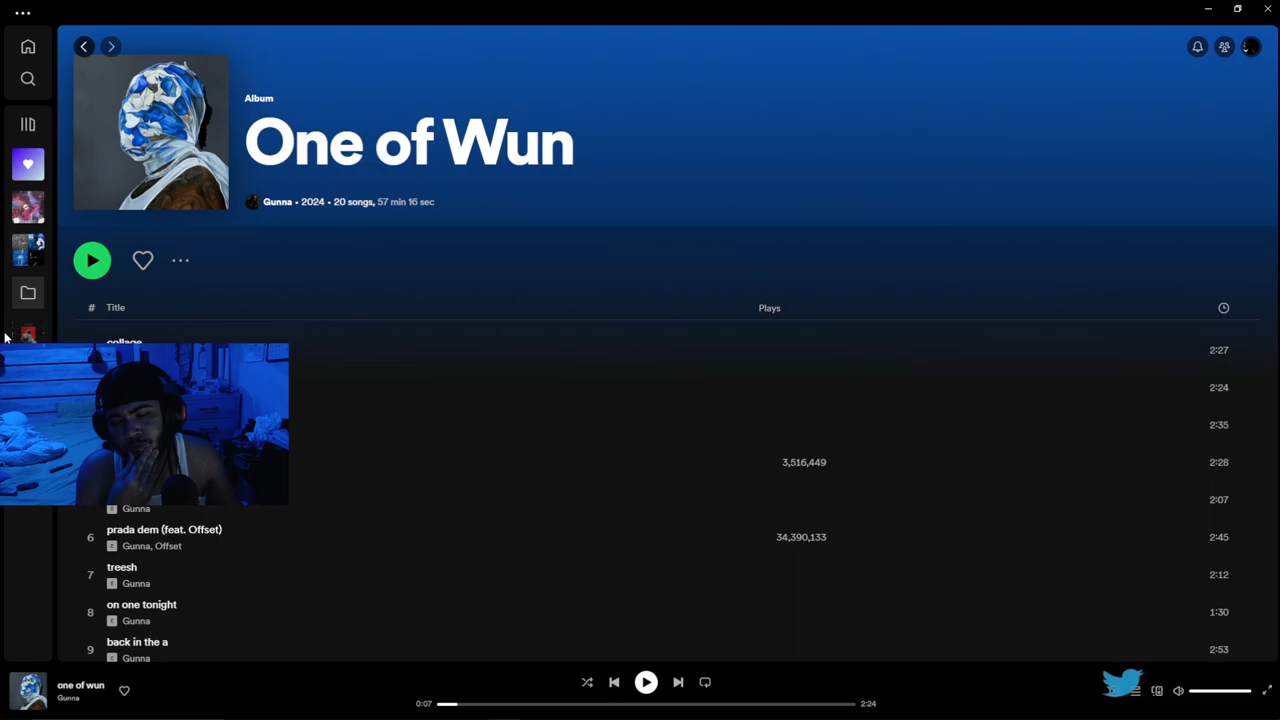 Album
One of Wun
Gunna • 2024 • 20 songs, 57 min 16 sec
# Title Plays
collage
2:27
2:24
2:35
3,516,449 2:28
2:07
E Gunna
6 prada dem (feat. Offset) 34,390,133 2:45
E Gunna, Offset
7 treesh 2:12
E Gunna
8 on one tonight 1:30
E Gunna
9 back in the a 2:53
E Gunna
one of wun
Gunna
0:07 2:24